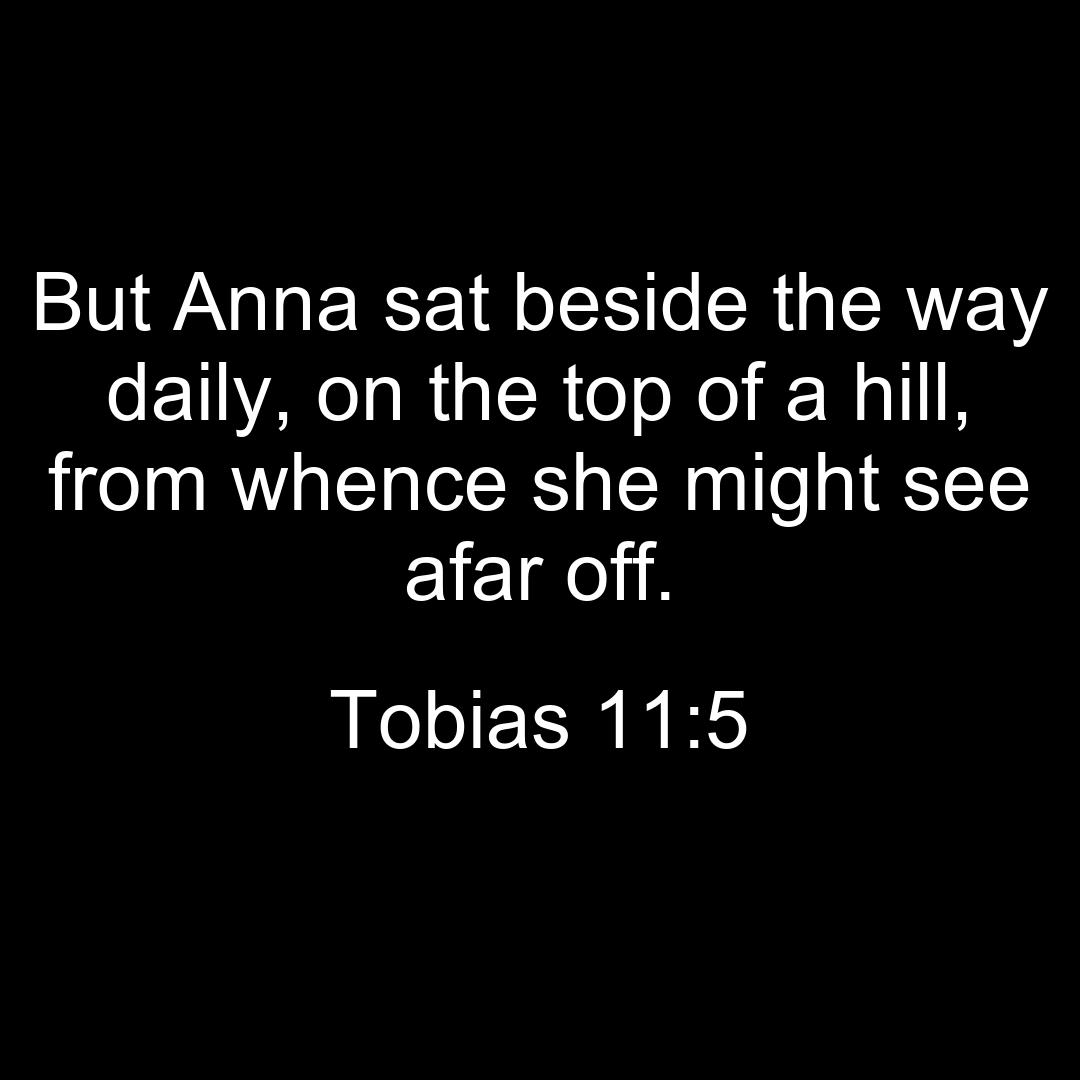 But Anna sat beside the way
daily, on the top of a hill,
from whence she might see
afar off.
Tobias 11:5